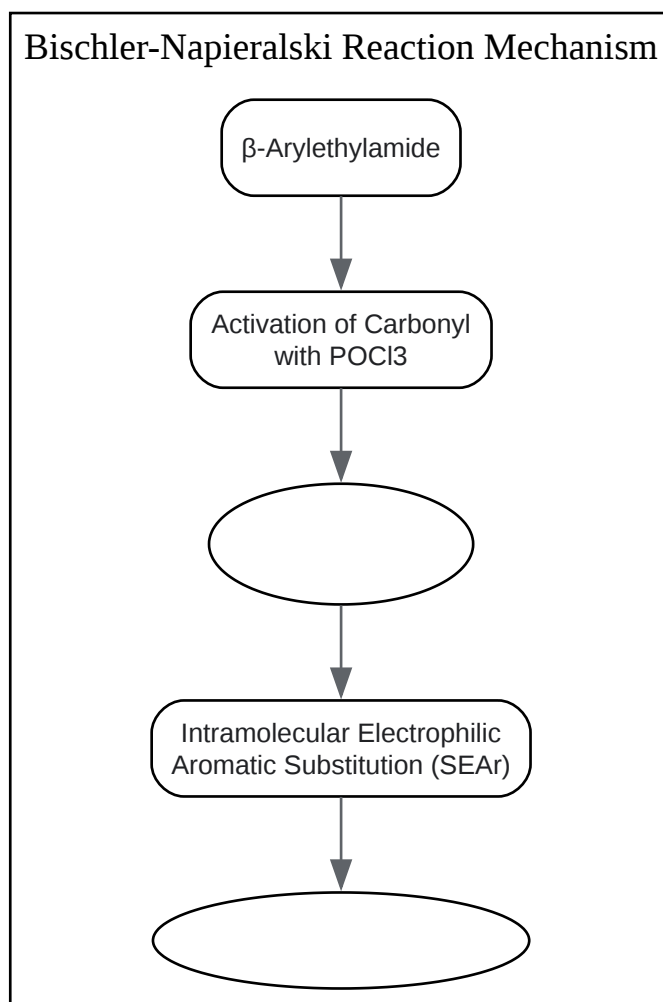 Bischler-Napieralski Reaction Mechanism
β-Arylethylamide
Activation of Carbonyl
with POCl3
Intramolecular Electrophilic
Aromatic Substitution (SEAr)